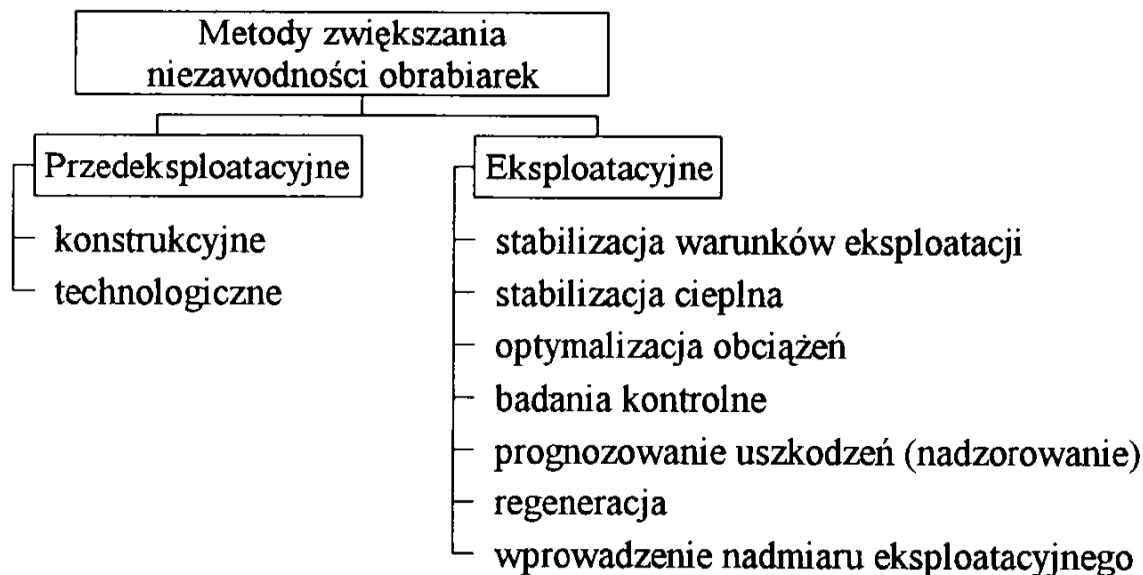 Metody zwiększania
niezawodności obrabiarek
Przedeksploatacyjne
konstrukcyjne
technologiczne
Eksploatacyjne
stabilizacja warunków eksploatacji
stabilizacja cieplna
optymalizacja obciążeń
badania kontrolne
prognozowanie uszkodzeń (nadzorowanie)
regeneracja
wprowadzenie nadmiaru eksploatacyjnego